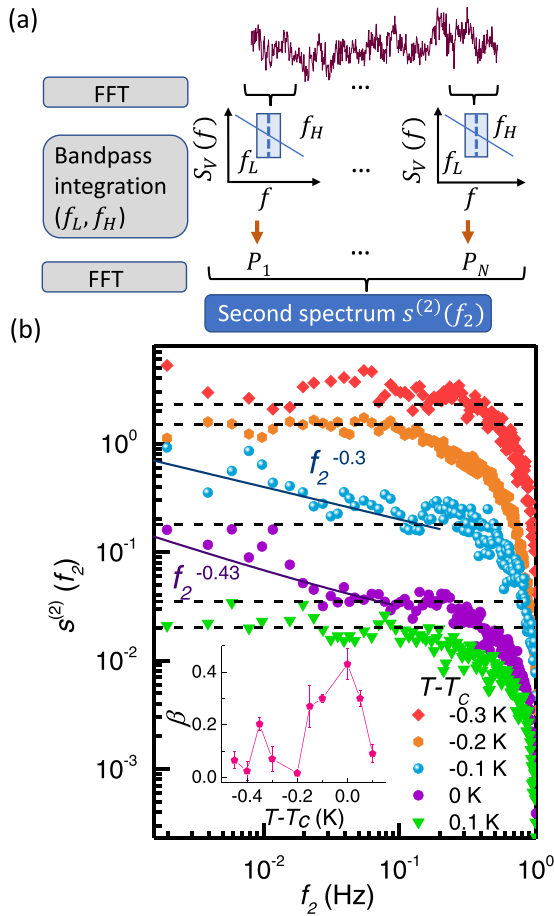 (a)
FFT
...
Bandpass
integration
(f_L, f_H)
S_V (f)
f_L
f_H
f
...
S_V (f)
f_L
f_H
f
P_1
...
P_N
FFT
Second spectrum s^(2)(f_2)
(b)
s^(2) (f_2)
10^0
10^-1
10^-2
10^-3
f_2^-0.3
f_2^-0.43
β
0.4
0.2
0.0
-0.4
-0.2
0.0
T-T_C (K)
T-T_C
-0.3 K
-0.2 K
-0.1 K
0 K
0.1 K
10^-2
10^-1
10^0
f_2 (Hz)